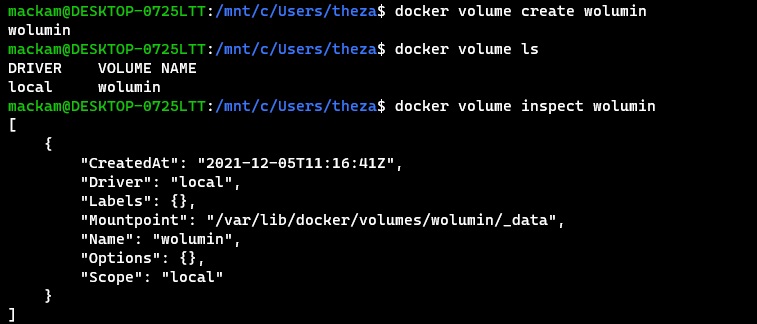 mackam@DESKTOP-0725LTT:/mnt/c/Users/theza$ docker volume create wolumin
wolumin
mackam@DESKTOP-0725LTT:/mnt/c/Users/theza$ docker volume ls
DRIVER    VOLUME NAME
local     wolumin
mackam@DESKTOP-0725LTT:/mnt/c/Users/theza$ docker volume inspect wolumin
[
    {
        "CreatedAt": "2021-12-05T11:16:41Z",
        "Driver": "local",
        "Labels": {},
        "Mountpoint": "/var/lib/docker/volumes/wolumin/_data",
        "Name": "wolumin",
        "Options": {},
        "Scope": "local"
    }
]